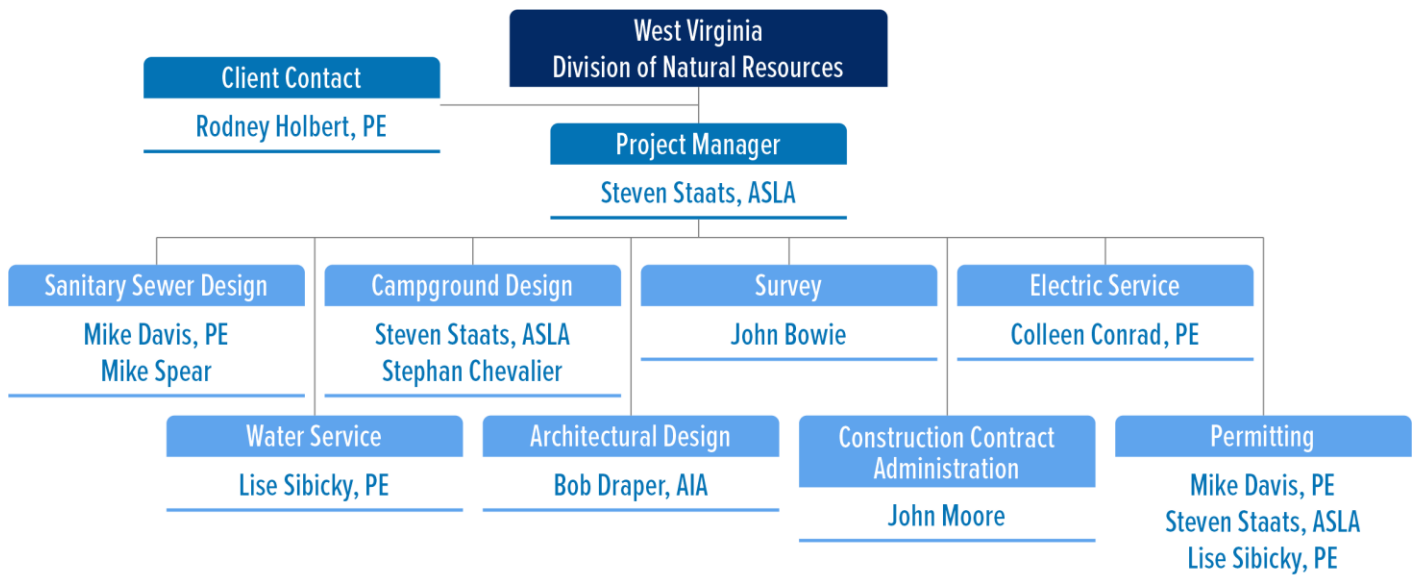 West Virginia
Division of Natural Resources
Client Contact
Rodney Holbert, PE
Project Manager
Steven Staats, ASLA
Sanitary Sewer Design
Mike Davis, PE
Mike Spear
Campground Design
Steven Staats, ASLA
Stephan Chevalier
Survey
John Bowie
Electric Service
Colleen Conrad, PE
Water Service
Lise Sibicky, PE
Architectural Design
Bob Draper, AIA
Construction Contract
Administration
John Moore
Permitting
Mike Davis, PE
Steven Staats, ASLA
Lise Sibicky, PE